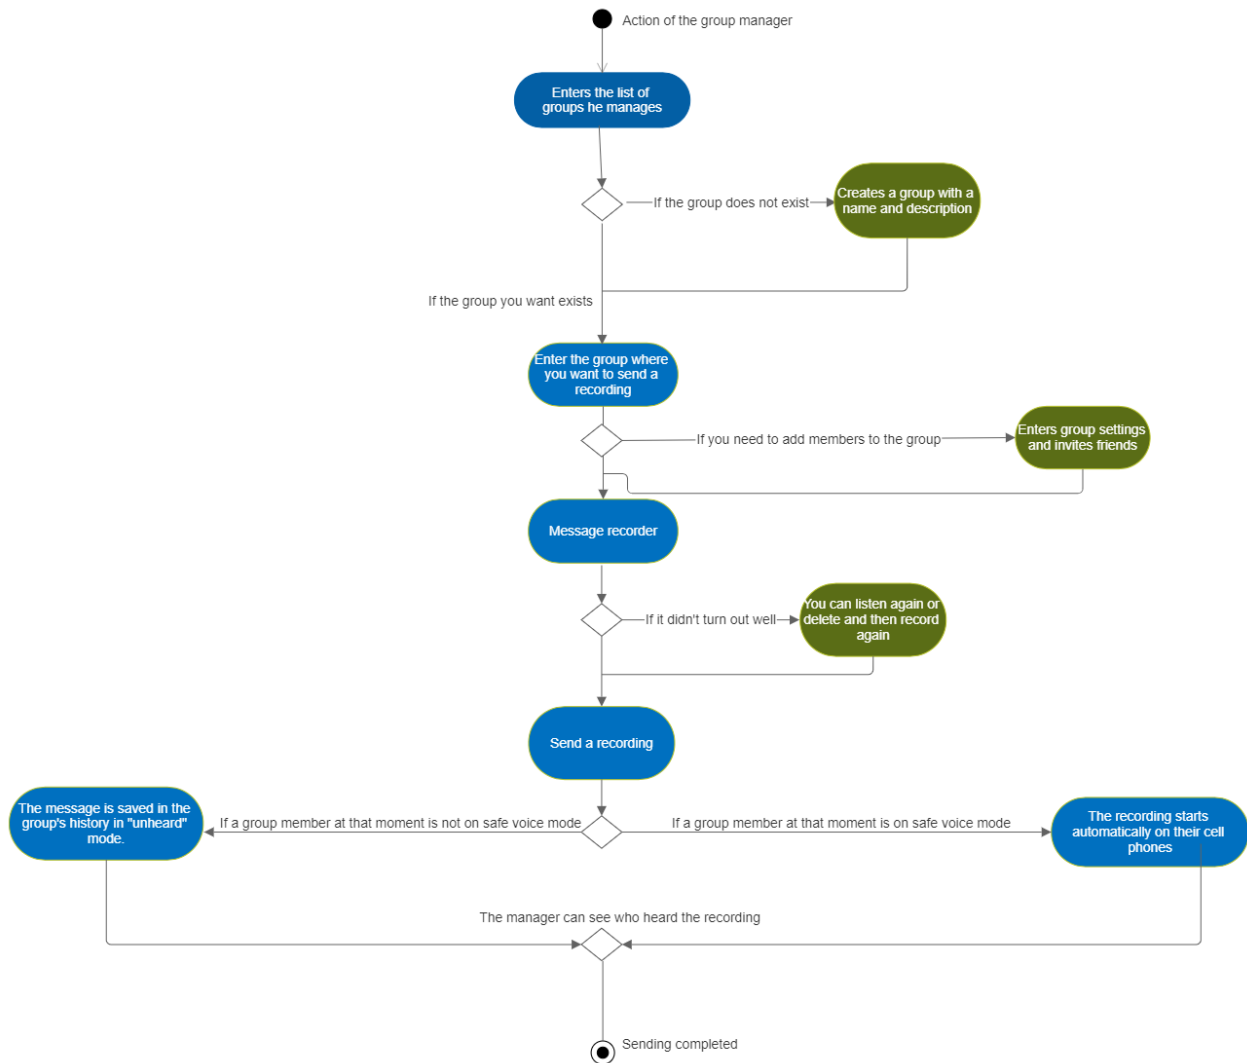 Action of the group manager
Enters the list of
groups he manages
If the group does not exist
Creates a group with a
name and description
If the group you want exists
Enter the group where
you want to send a
recording
If you need to add members to the group
Enters group settings
and invites friends
Message recorder
If it didn't turn out well
You can listen again or
delete and then record
again
Send a recording
The message is saved in the
group's history in "unheard"
mode.
If a group member at that moment is not on safe voice mode
If a group member at that moment is on safe voice mode
The recording starts
automatically on their cell
phones
The manager can see who heard the recording
Sending completed